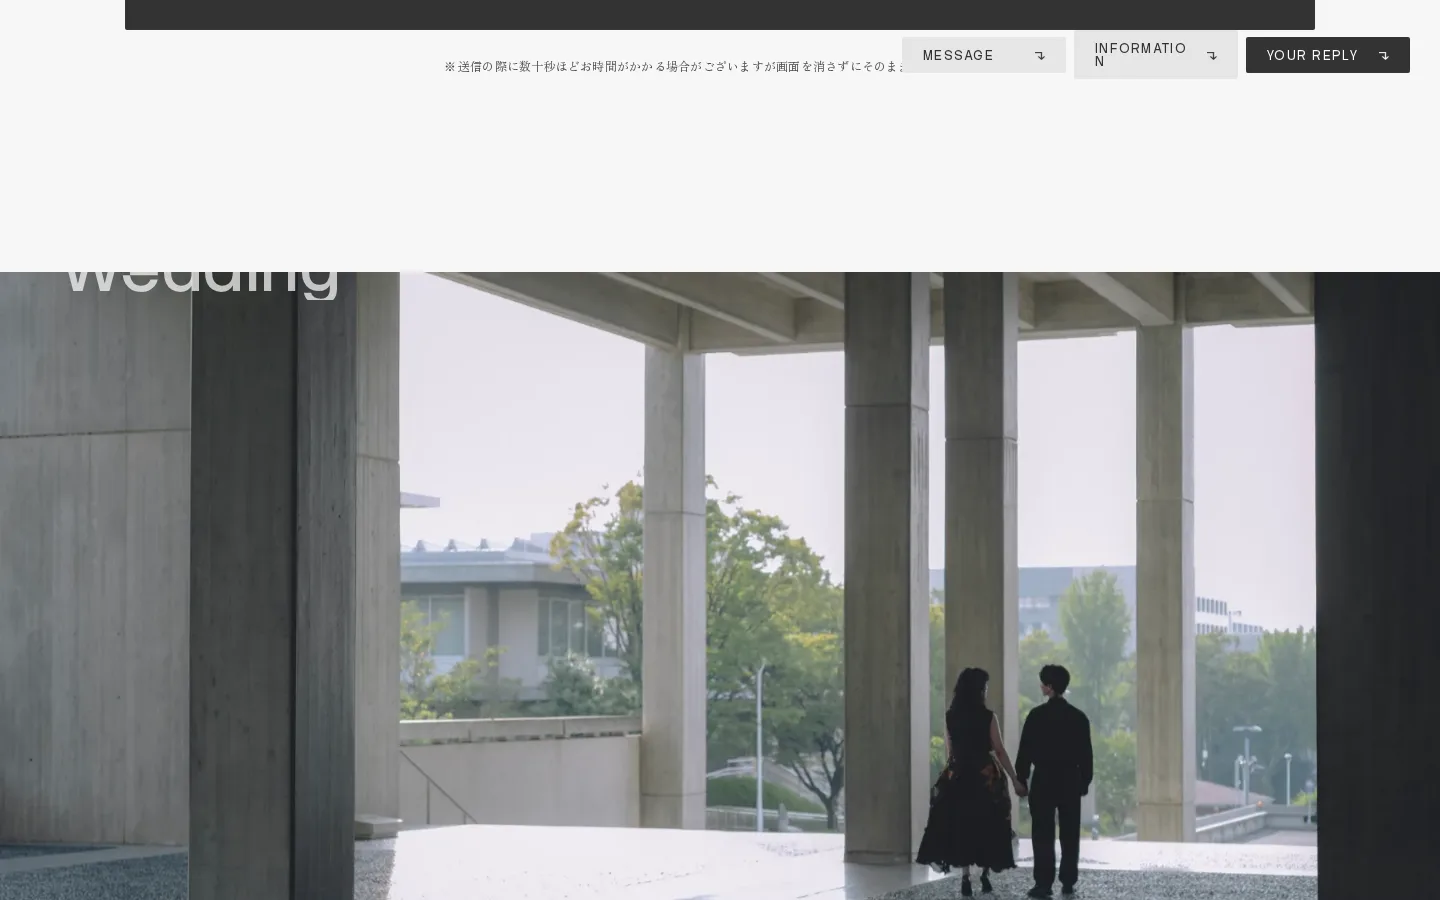 MESSAGE
INFORMATIO
N
YOUR REPLY
※送信の際に数十秒ほどお時間がかかる場合がございますが画面を消さずにそのまま
Wedding